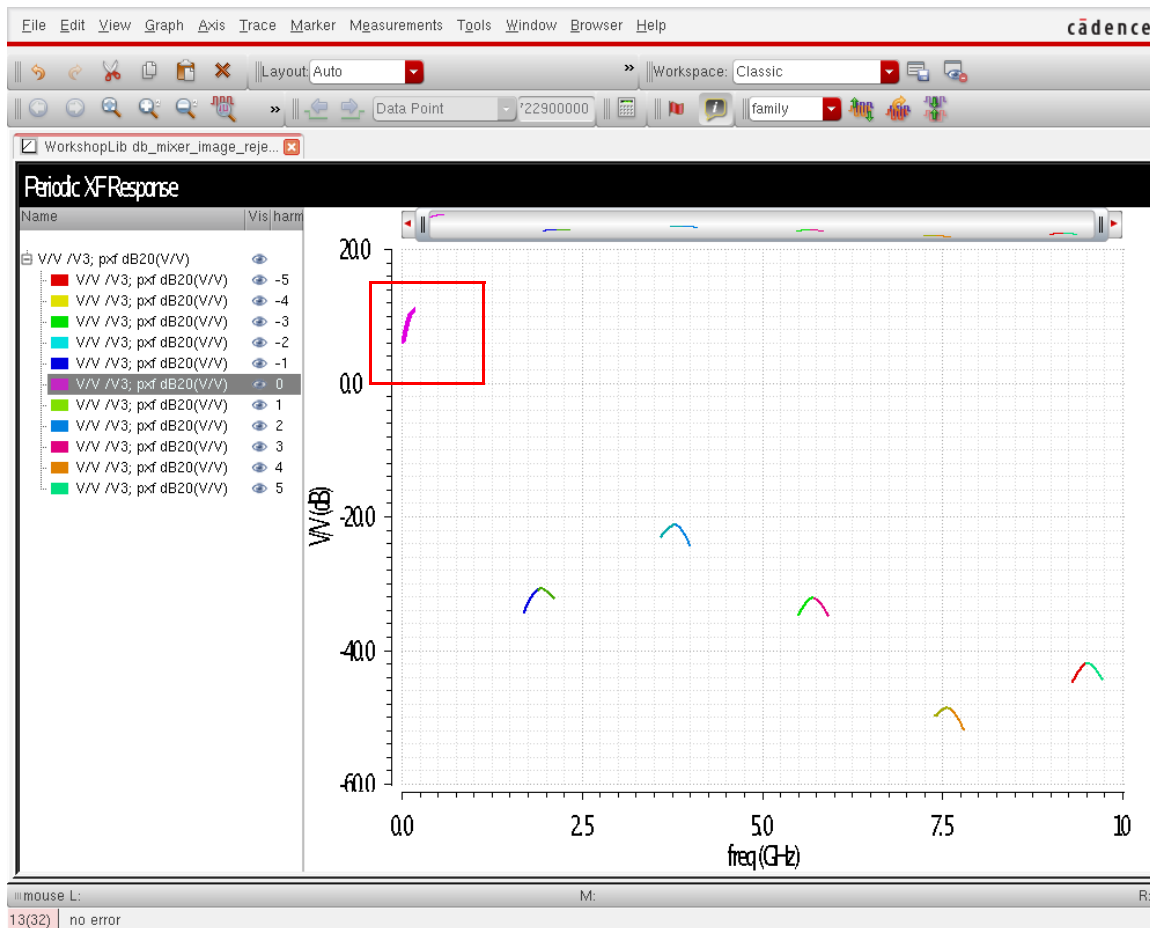 File Edit View Graph Axis Trace Marker Measurements Tools Window Browser Help cādence
Layout: Auto » Workspace: Classic
» Data Point 22900000 family
WorkshopLib db_mixer_image_reje...
Periodic XF Response
Name Vis harm
V/V /V3; pxf dB20(V/V)
V/V /V3; pxf dB20(V/V) -5
V/V /V3; pxf dB20(V/V) -4
V/V /V3; pxf dB20(V/V) -3
V/V /V3; pxf dB20(V/V) -2
V/V /V3; pxf dB20(V/V) -1
V/V /V3; pxf dB20(V/V) 0
V/V /V3; pxf dB20(V/V) 1
V/V /V3; pxf dB20(V/V) 2
V/V /V3; pxf dB20(V/V) 3
V/V /V3; pxf dB20(V/V) 4
V/V /V3; pxf dB20(V/V) 5
V/V (dB)
20.0
0.0
-20.0
-40.0
-60.0
0.0 2.5 5.0 7.5 10
freq (GHz)
mouse L: M: R:
13(32) no error